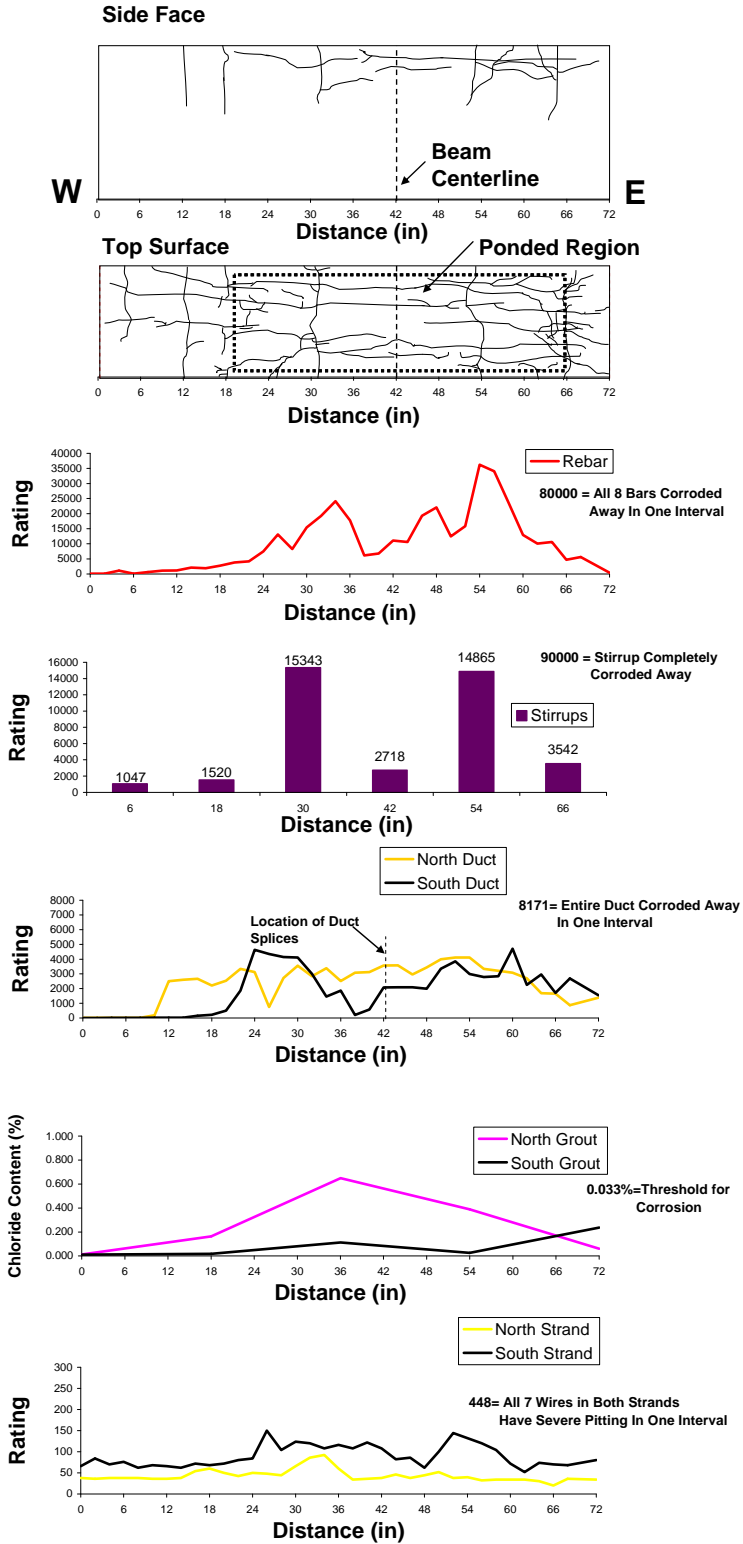 Side Face
Beam
Centerline
W
E
0 6 12 18 24 30 36 42 48 54 60 66 72
Distance (in)
Top Surface
Ponded Region
0 6 12 18 24 30 36 42 48 54 60 66 72
Distance (in)
40000
35000
30000
25000
20000
15000
10000
5000
0
Rating
Rebar
80000 = All 8 Bars Corroded
Away In One Interval
0 6 12 18 24 30 36 42 48 54 60 66 72
Distance (in)
16000
14000
12000
10000
8000
6000
4000
2000
0
Rating
1047
1520
15343
2718
14865
3542
90000 = Stirrup Completely
Corroded Away
Stirrups
6 18 30 42 54 66
Distance (in)
North Duct
South Duct
8000
7000
6000
5000
4000
3000
2000
1000
0
Rating
Location of Duct
Splices
8171= Entire Duct Corroded Away
In One Interval
0 6 12 18 24 30 36 42 48 54 60 66 72
Distance (in)
1.000
0.800
0.600
0.400
0.200
0.000
Chloride Content (%)
North Grout
South Grout
0.033%=Threshold for
Corrosion
0 6 12 18 24 30 36 42 48 54 60 66 72
Distance (in)
North Strand
South Strand
300
250
200
150
100
50
0
Rating
448= All 7 Wires in Both Strands
Have Severe Pitting In One Interval
0 6 12 18 24 30 36 42 48 54 60 66 72
Distance (in)